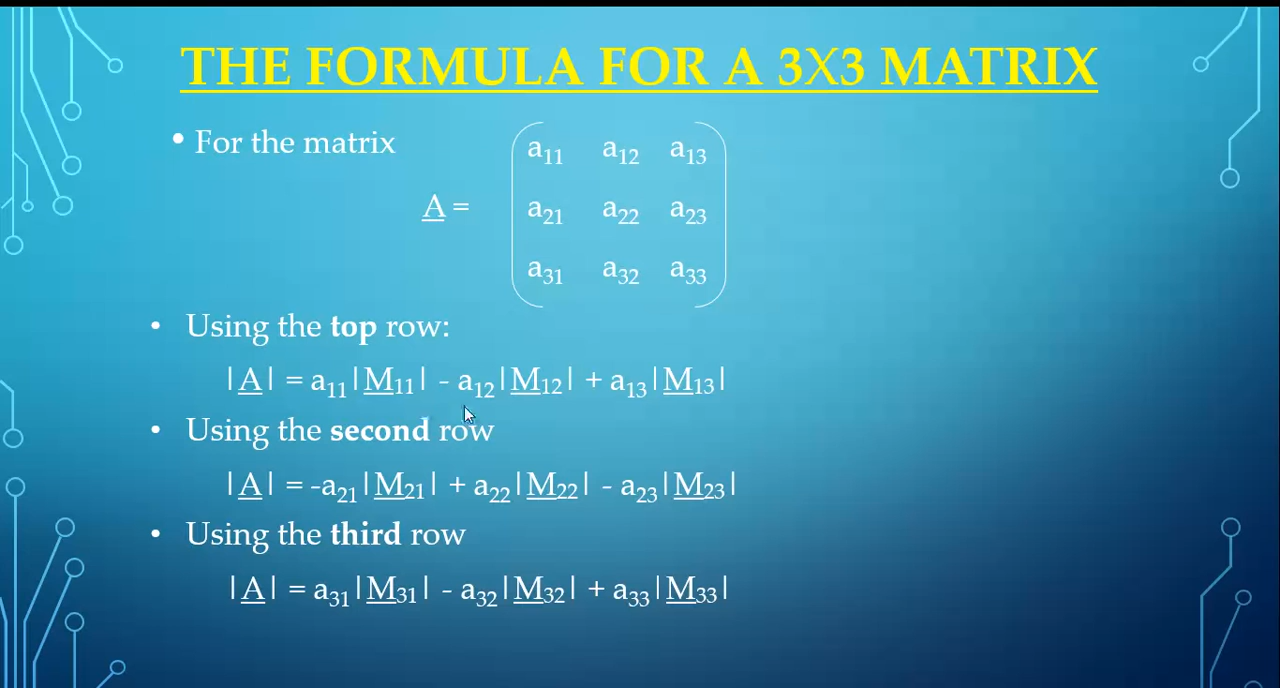 THE FORMULA FOR A 3X3 MATRIX
• For the matrix
a11 a12 a13
A =
a21 a22 a23
a31 a32 a33
• Using the top row:
|A| = a11|M11| - a12|M12| + a13|M13|
• Using the second row
|A| = -a21|M21| + a22|M22| - a23|M23|
• Using the third row
|A| = a31|M31| - a32|M32| + a33|M33|